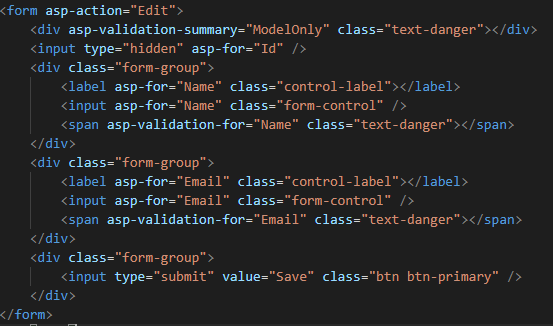 <form asp-action="Edit">
<div asp-validation-summary="ModelOnly" class="text-danger"></div>
<input type="hidden" asp-for="Id" />
<div class="form-group">
<label asp-for="Name" class="control-label"></label>
<input asp-for="Name" class="form-control" />
<span asp-validation-for="Name" class="text-danger"></span>
</div>
<div class="form-group">
<label asp-for="Email" class="control-label"></label>
<input asp-for="Email" class="form-control" />
<span asp-validation-for="Email" class="text-danger"></span>
</div>
<div class="form-group">
<input type="submit" value="Save" class="btn btn-primary" />
</div>
</form>